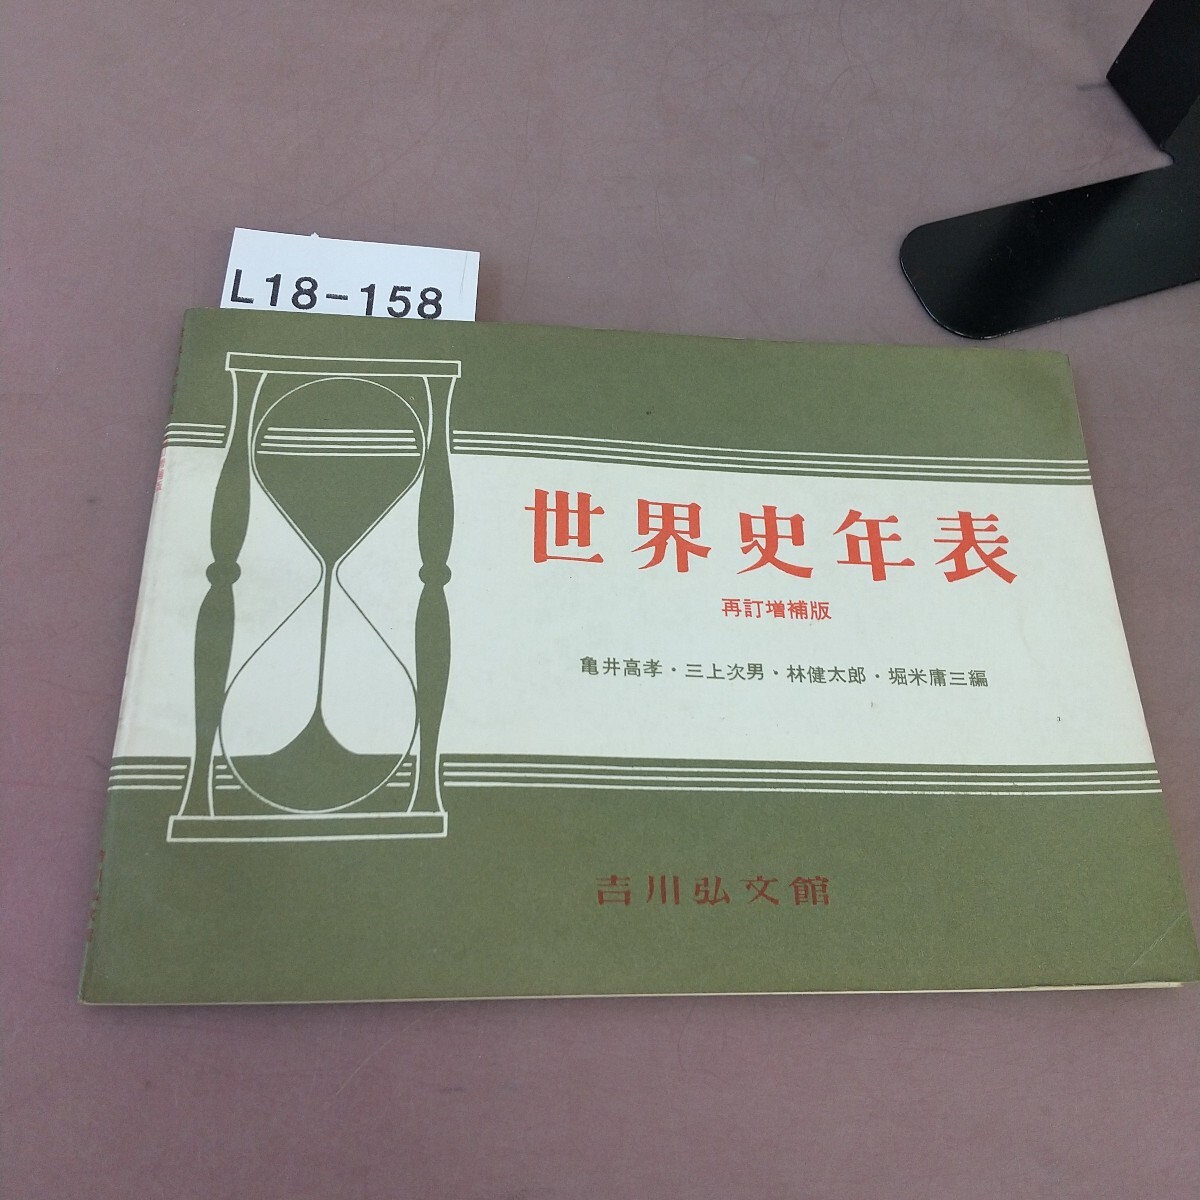 L18-158
世界史年表
再訂増補版
亀井高孝・三上次男・林健太郎・堀米庸三編
吉川弘文館